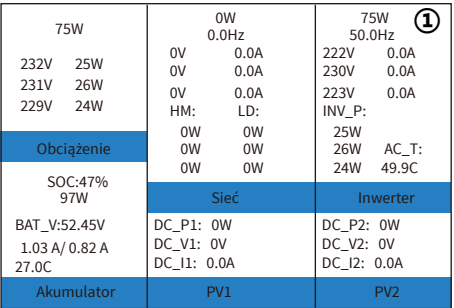 75W
232V 25W
231V 26W
229V 24W
Obciążenie
SOC:47%
97W
BAT_V:52.45V
1.03 A/ 0.82 A
27.0C
Akumulator
0W
0.0Hz
0V 0.0A
0V 0.0A
0V 0.0A
HM: LD:
0W 0W
0W 0W
0W 0W
Sieć
DC_P1: 0W
DC_V1: 0V
DC_I1: 0.0A
PV1
75W
①
50.0Hz
222V 0.0A
230V 0.0A
223V 0.0A
INV_P:
25W
26W AC_T:
24W 49.9C
Inwerter
DC_P2: 0W
DC_V2: 0V
DC_I2: 0.0A
PV2